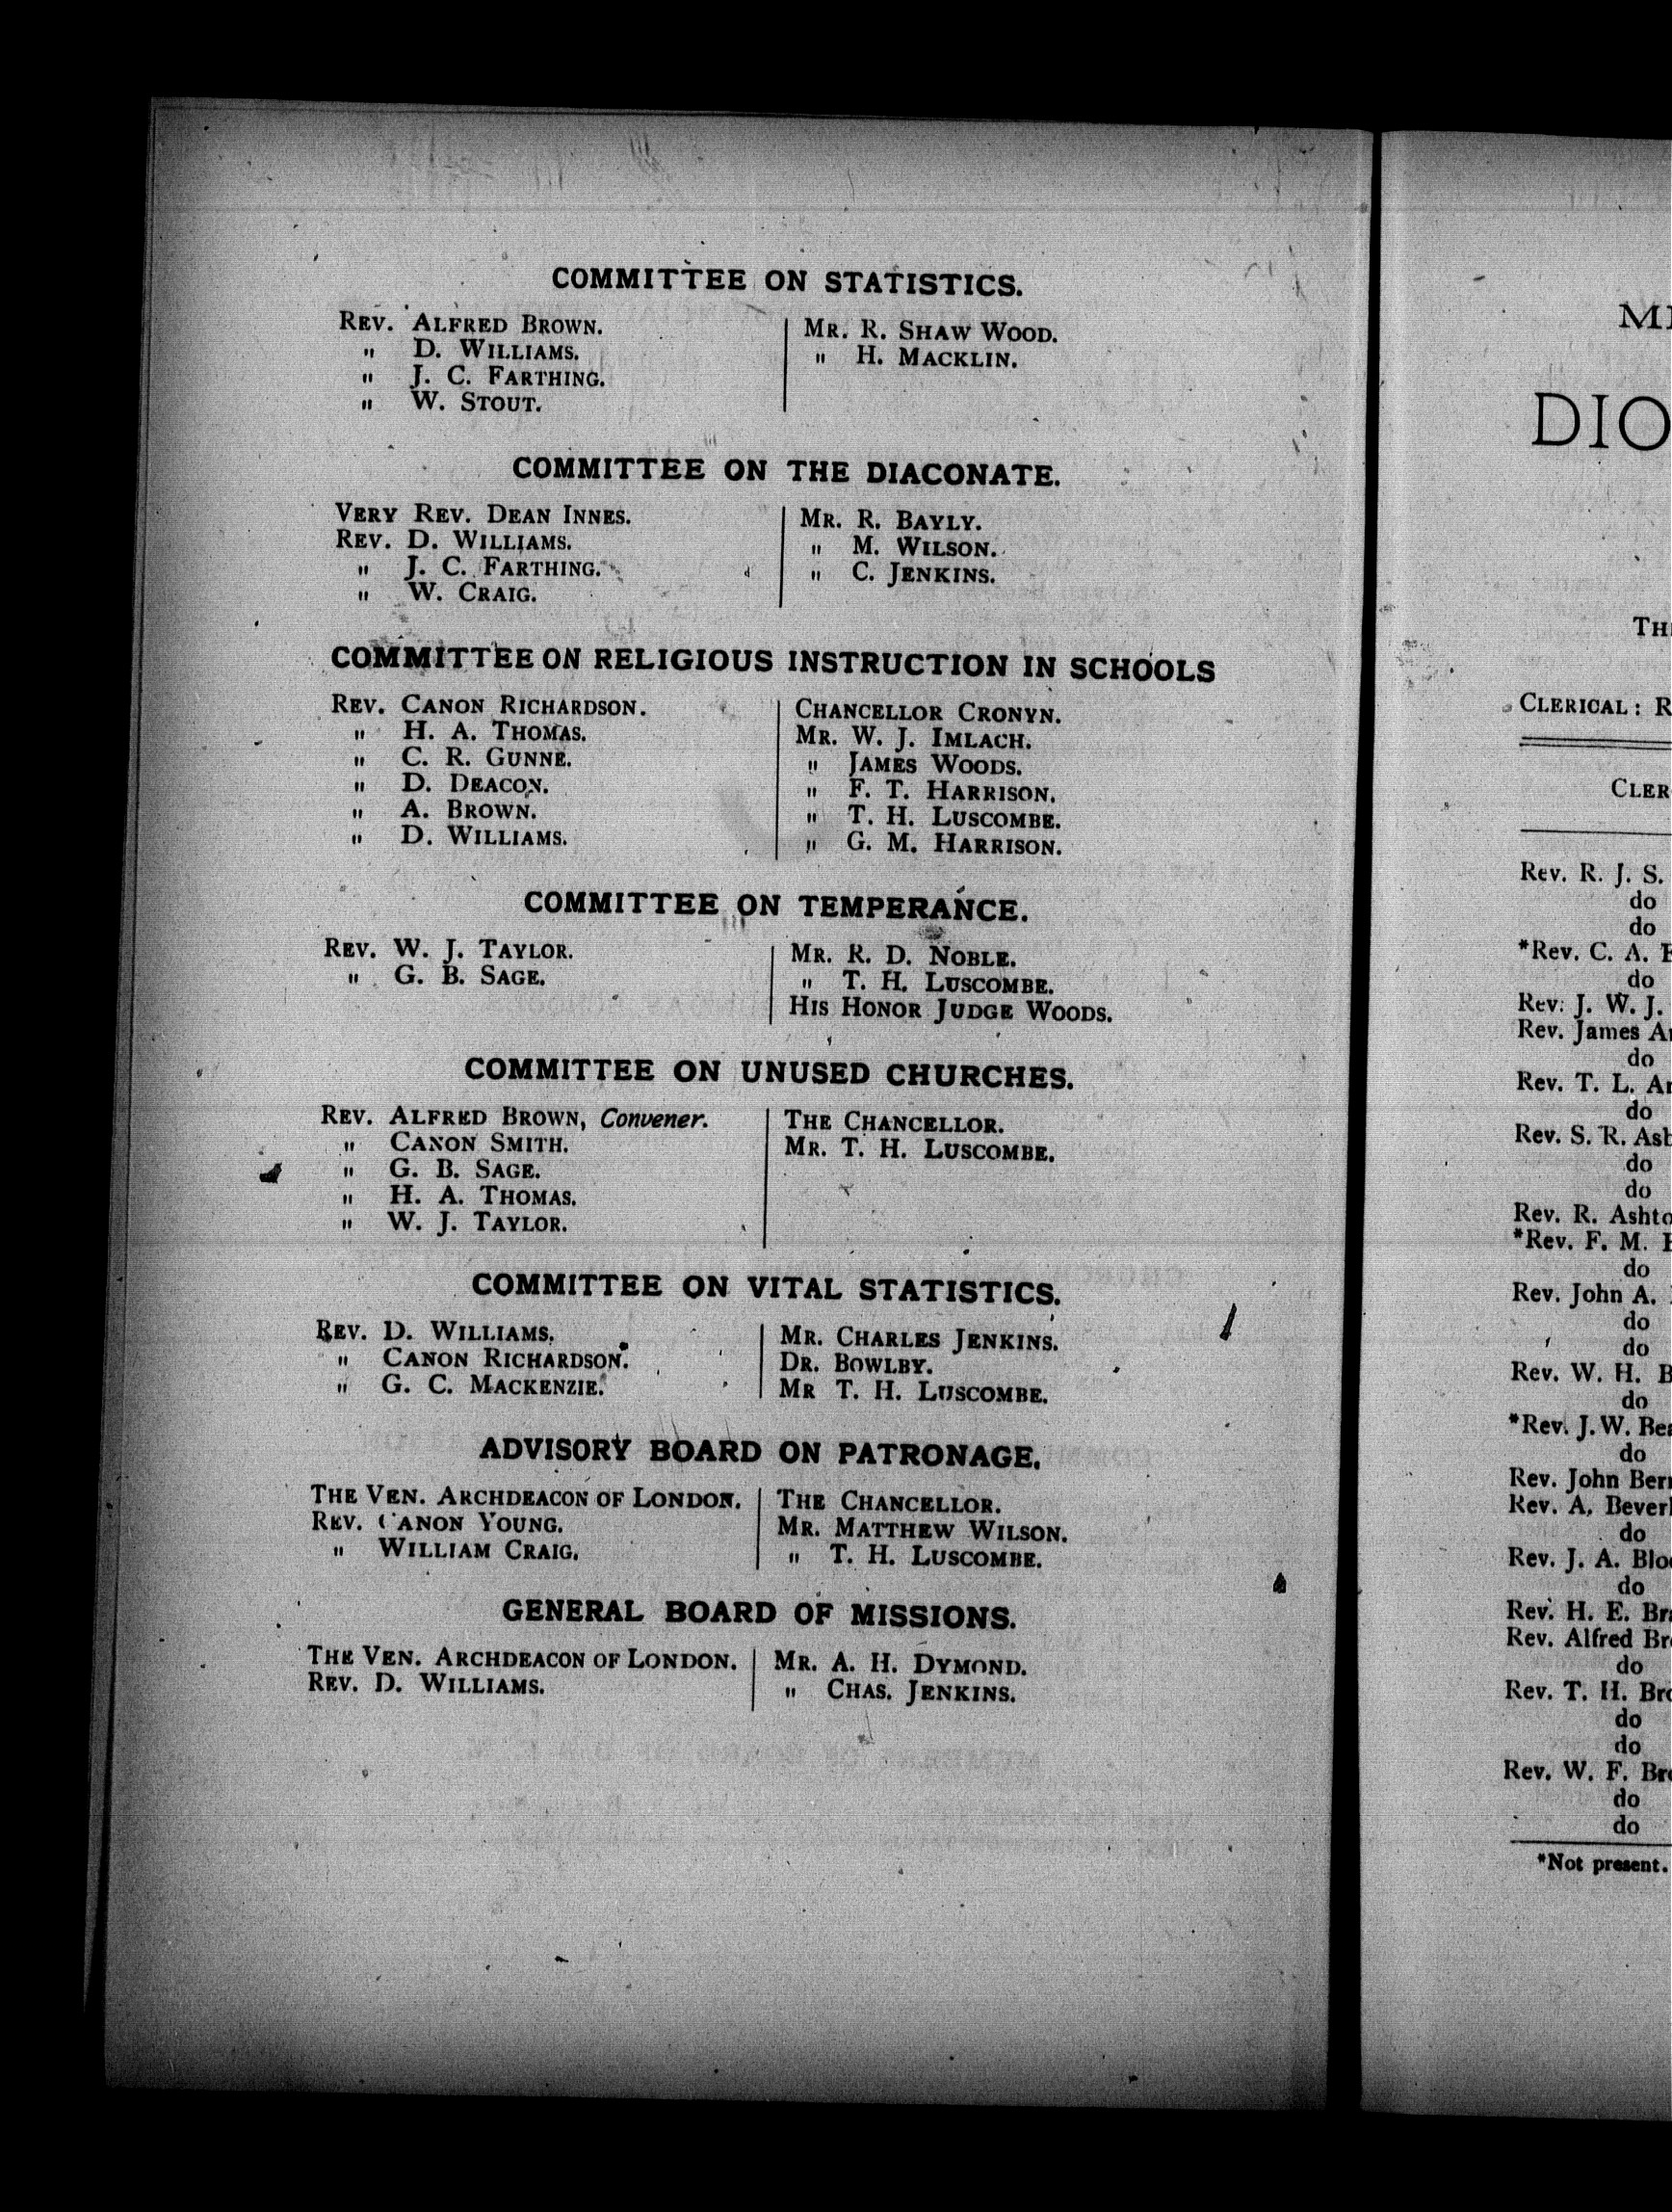 COMMITTEE ON STATISTICS.
REV. ALFRED BROWN.
" D. WILLIAMS.
" J. C. FARTHING.
" W. STOUT.
MR. R. SHAW WOOD.
" H. MACKLIN.
COMMITTEE ON THE DIACONATE.
VERY REV. DEAN INNES.
REV. D. WILLIAMS.
" J. C. FARTHING.
" W. CRAIG.
MR. R. BAYLY.
" M. WILSON.
" C. JENKINS.
COMMITTEE ON RELIGIOUS INSTRUCTION IN SCHOOLS
REV. CANON RICHARDSON.
" H. A. THOMAS.
" C. R. GUNNE.
" D. DEACON.
" A. BROWN.
" D. WILLIAMS.
CHANCELLOR CRONYN.
MR. W. J. IMLACH.
" JAMES WOODS.
" F. T. HARRISON.
" T. H. LUSCOMBE.
" G. M. HARRISON.
COMMITTEE ON TEMPERANCE.
REV. W. J. TAYLOR.
" G. B. SAGE.
MR. R. D. NOBLE.
" T. H. LUSCOMBE.
HIS HONOR JUDGE WOODS.
COMMITTEE ON UNUSED CHURCHES.
REV. ALFRED BROWN, Convener.
" CANON SMITH.
" G. B. SAGE.
" H. A. THOMAS.
" W. J. TAYLOR.
THE CHANCELLOR.
MR. T. H. LUSCOMBE.
COMMITTEE ON VITAL STATISTICS.
REV. D. WILLIAMS.
" CANON RICHARDSON.
" G. C. MACKENZIE.
MR. CHARLES JENKINS.
DR. BOWLBY.
MR T. H. LUSCOMBE.
ADVISORY BOARD ON PATRONAGE.
THE VEN. ARCHDEACON OF LONDON.
REV. CANON YOUNG.
" WILLIAM CRAIG.
THE CHANCELLOR.
MR. MATTHEW WILSON.
" T. H. LUSCOMBE.
GENERAL BOARD OF MISSIONS.
THE VEN. ARCHDEACON OF LONDON.
REV. D. WILLIAMS.
MR. A. H. DYMOND.
" CHAS. JENKINS.
DIO
CLERICAL: R
CLER
Rev. R. J. S.
do
do
*Rev. C. A.
do
Rev. J. W. J.
Rev. James
do
Rev. T. L.
do
Rev. S. R.
do
do
Rev. R.
*Rev. F. M.
do
Rev. John A.
do
do
Rev. W. H.
do
*Rev. J. W.
do
Rev. John
Rev. A.
do
Rev. J. A.
do
Rev. H. E.
Rev. Alfred
do
Rev. T. H.
do
do
Rev. W. F.
do
do
*Not present.